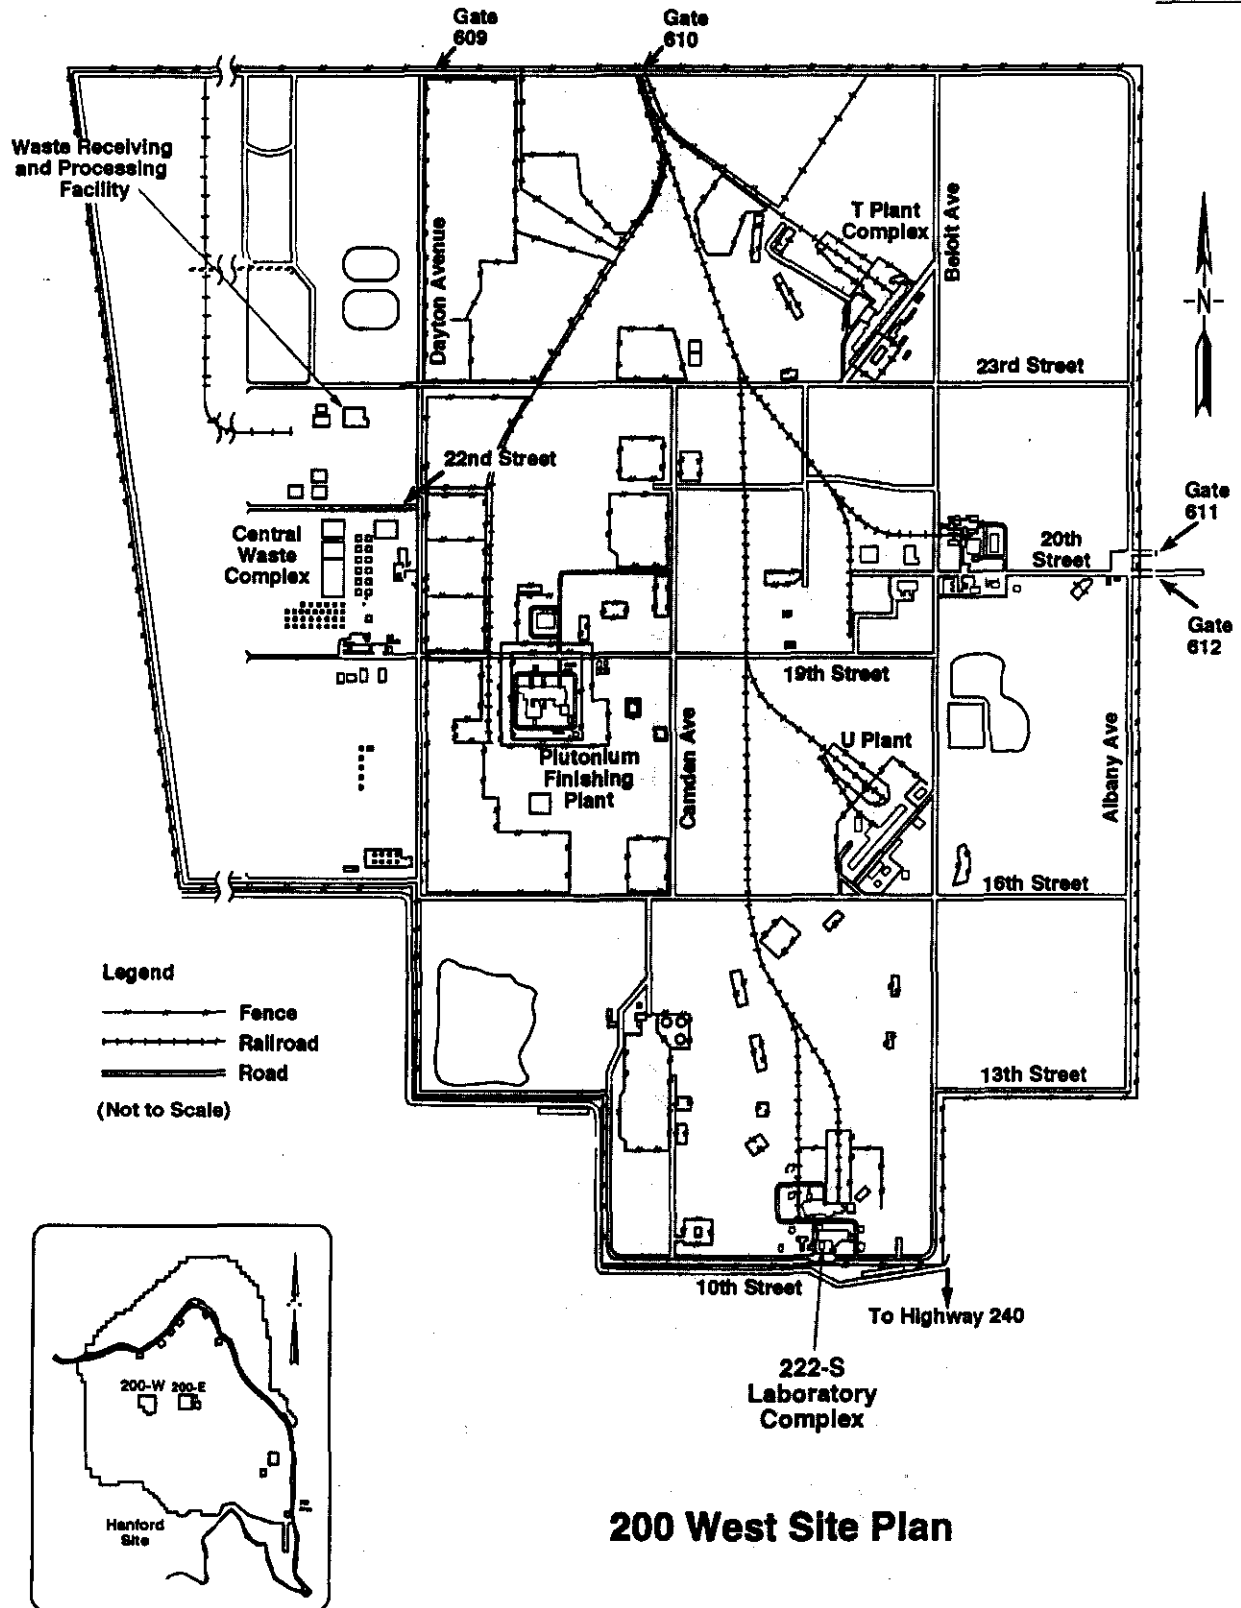 Gate
609
Gate
610
Waste Receiving
and Processing
Facility
Dayton Avenue
T Plant
Complex
Beloit Ave
N
23rd Street
22nd Street
Gate
611
Central
Waste
Complex
20th
Street
Gate
612
19th Street
Plutonium
Finishing
Plant
Camden Ave
U Plant
Albany Ave
16th Street
Legend
Fence
Railroad
Road
(Not to Scale)
13th Street
10th Street
To Highway 240
222-S
Laboratory
Complex
200-W 200-E
Hanford
Site
200 West Site Plan